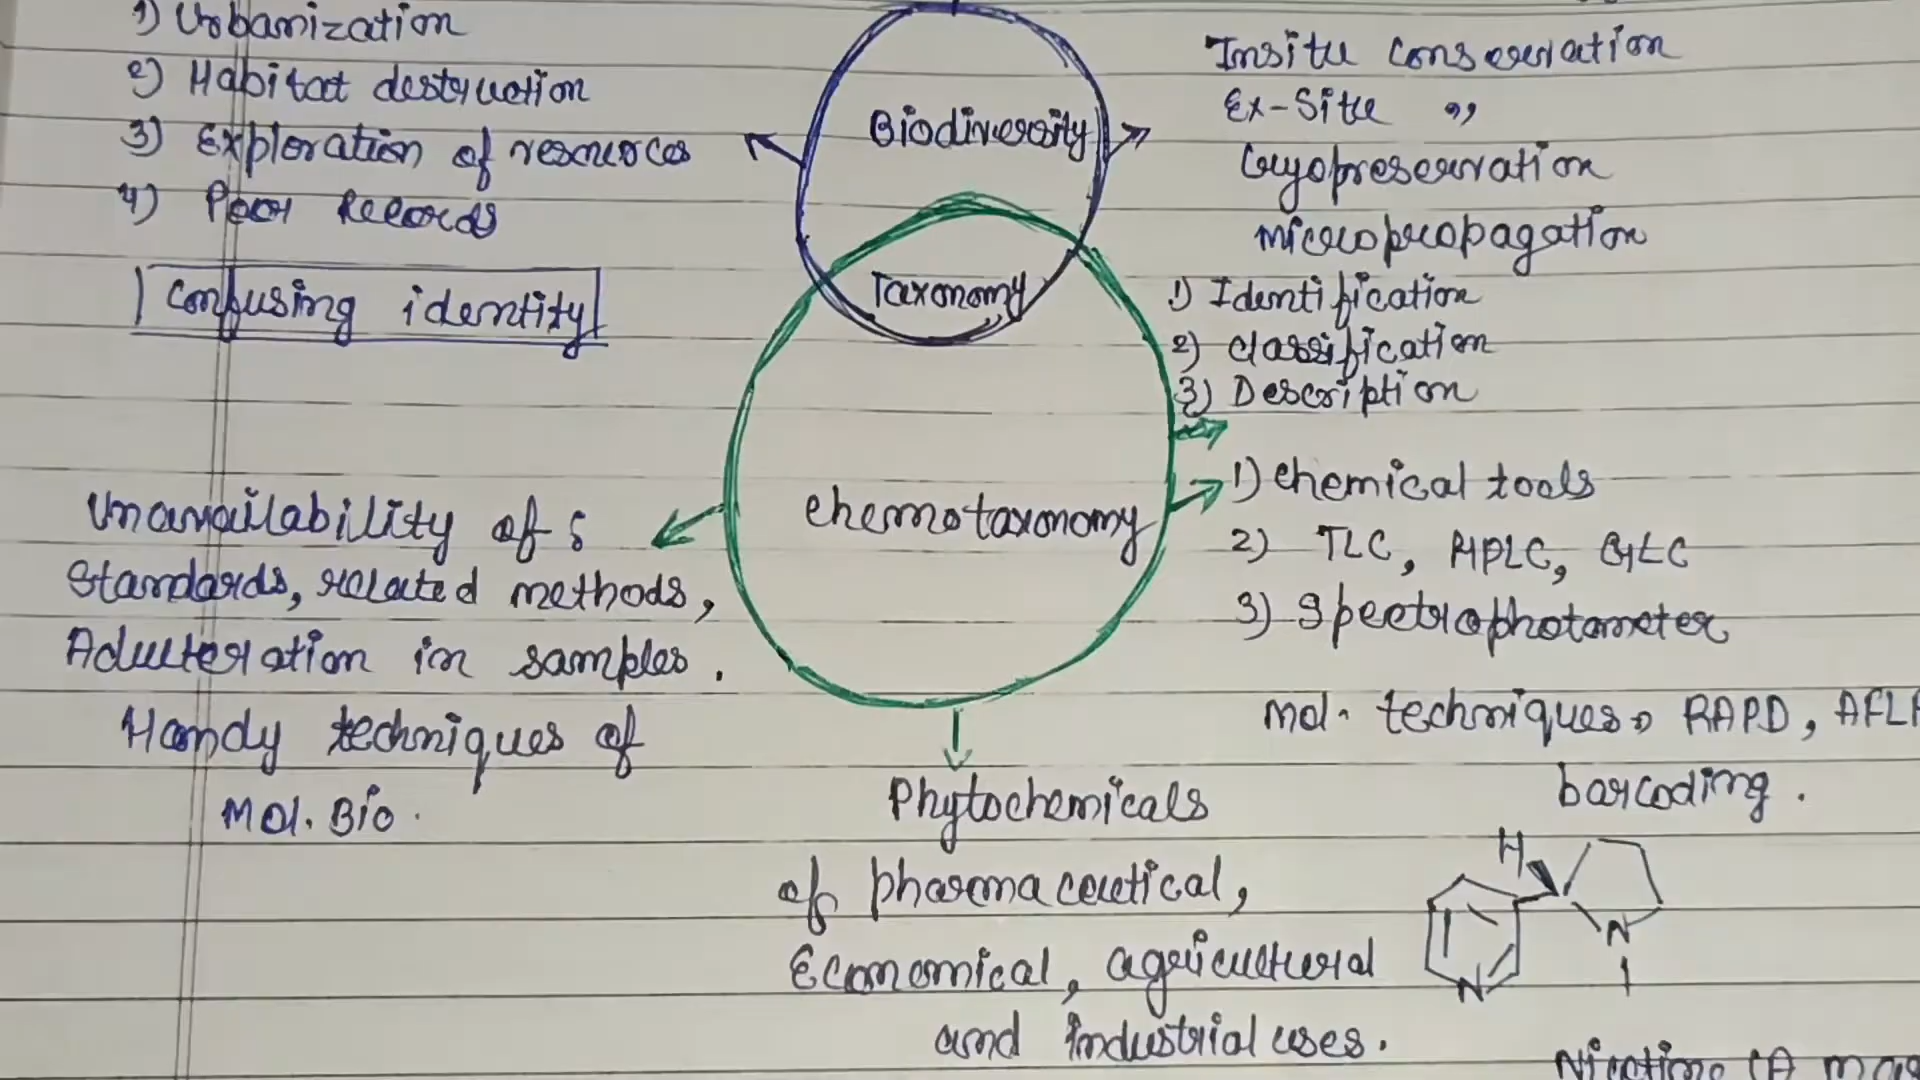 1) Urbanization
2) Habitat destruction
3) Exploration of resources
4) Poor Records
Confusing identity
Biodiversity
Taxonomy
Insitu conservation
Ex-Situ ,,
Cryopreservation
micropropagation
1) Identification
2) classification
3) Description
chemotaxonomy
1) chemical tools
2) TLC, HPLC, GLC
3) Spectrophotometer
mol. techniques, RAPD, AFLP
barcoding.
Unavailability of
Standards, related methods,
Adulteration in samples.
Handy techniques of
Mol. Bio.
Phytochemicals
of pharmaceutical,
Economical, agricultural
and industrial uses.
H
N
N
Nicotine (A